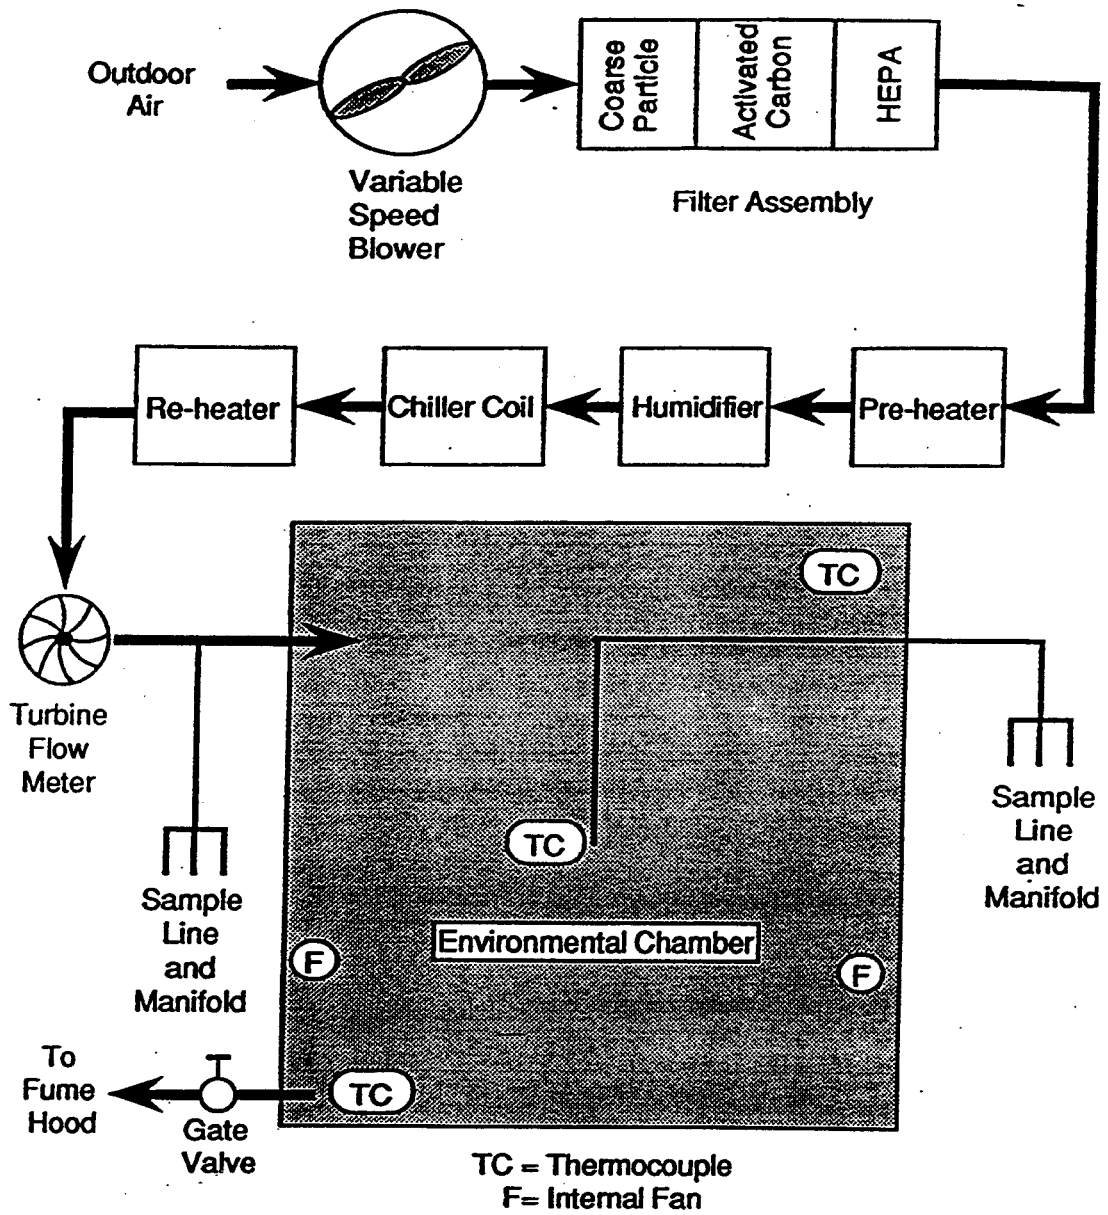 Outdoor
Air
Variable
Speed
Blower
Coarse
Particle
Activated
Carbon
HEPA
Filter Assembly
Re-heater
Chiller Coil
Humidifier
Pre-heater
TC
Turbine
Flow
Meter
Sample
Line
and
Manifold
TC
Sample
Line
and
Manifold
Environmental Chamber
F
F
To
Fume
Hood
Gate
Valve
TC
TC = Thermocouple
F= Internal Fan